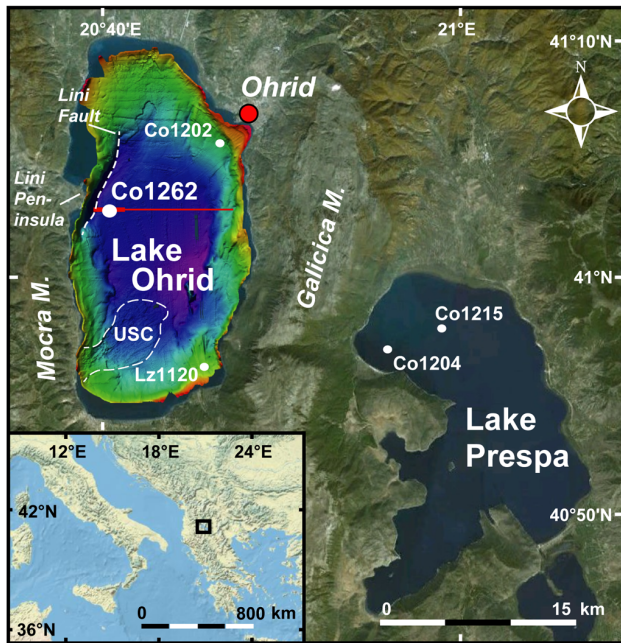 20°40'E
21°E
41°10'N
N
Ohrid
Lini
Fault
Co1202
Lini
Pen-
insula
Co1262
Lake
Ohrid
Galicica M.
Mocra M.
41°N
USC
Lz1120
Co1215
Co1204
Lake
Prespa
12°E
18°E
24°E
42°N
40°50'N
0
800 km
36°N
0
15 km